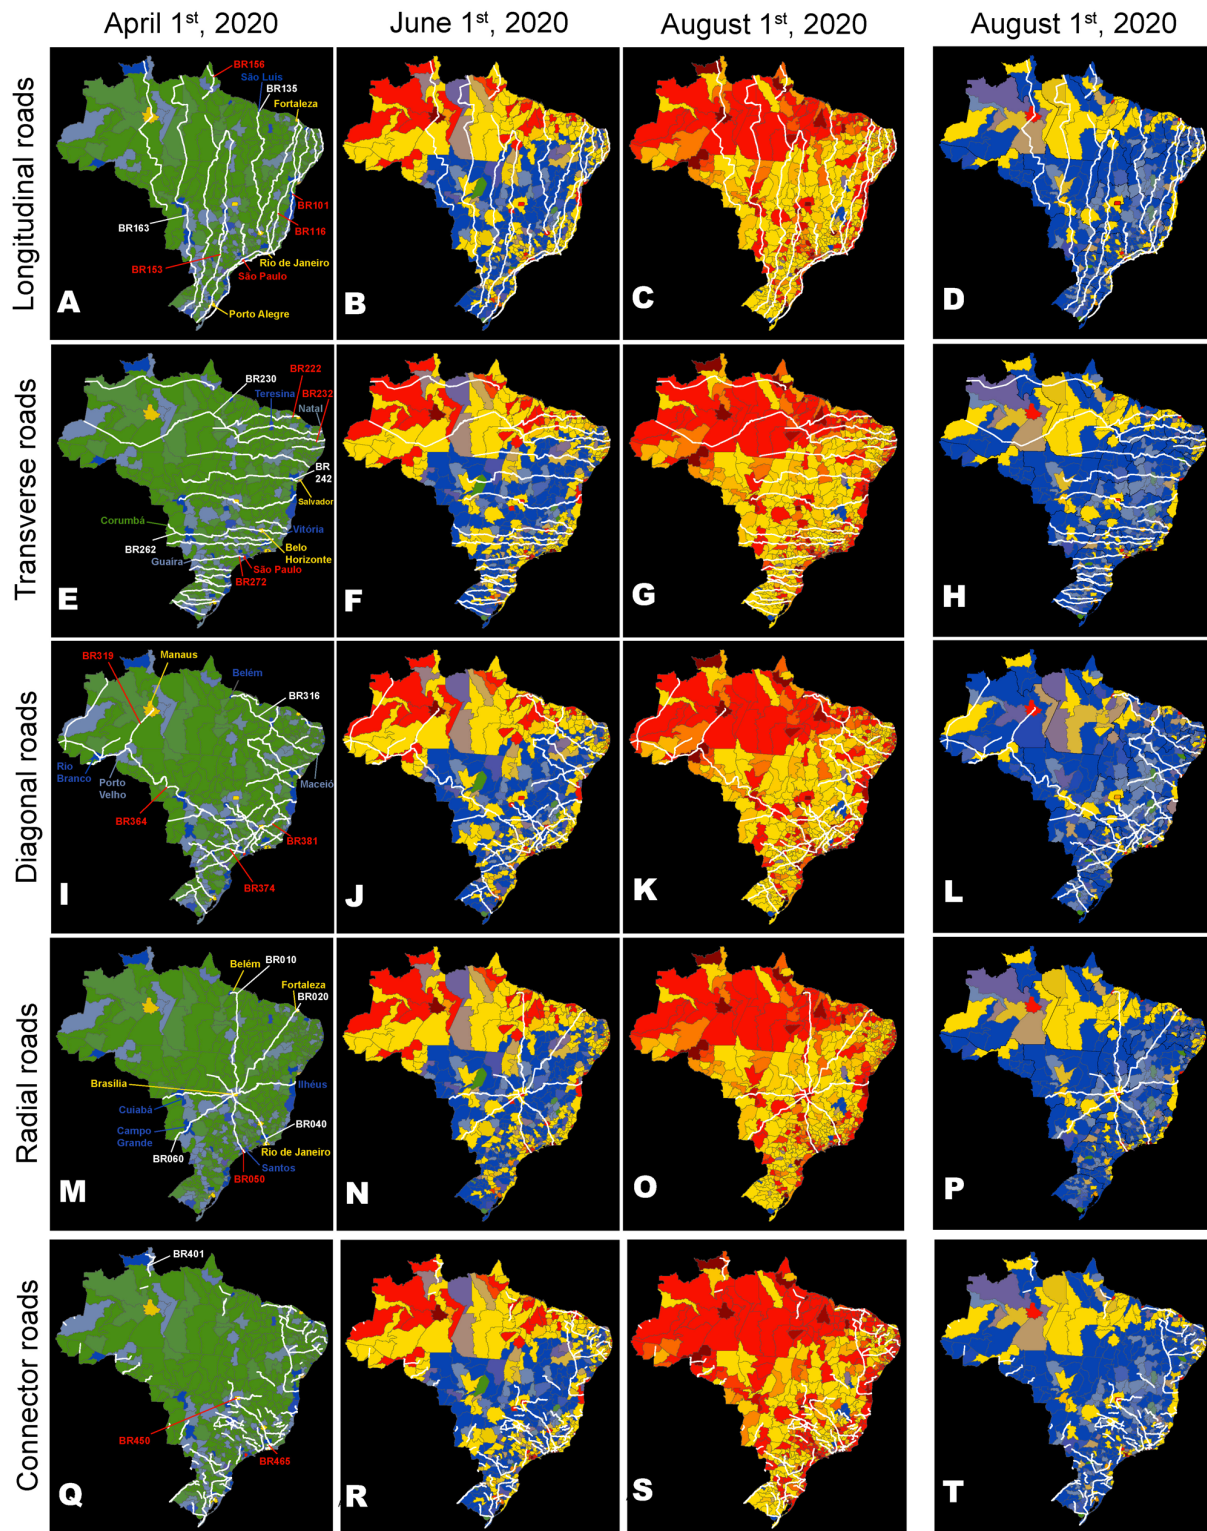 April 1st, 2020
June 1st, 2020
August 1st, 2020
August 1st, 2020
Longitudinal roads
BR156
São Luis
BR135
Fortaleza
BR101
BR163
BR116
BR153
Rio de Janeiro
São Paulo
Porto Alegre
A
B
C
D
Transverse roads
BR230
BR222
Teresina
BR232
Natal
BR
242
Salvador
Corumbá
Vitória
BR262
Belo
Horizonte
Guaira
São Paulo
BR272
E
F
G
H
Diagonal roads
BR319
Manaus
Belém
BR316
Rio
Branco
Porto
Velho
Maceió
BR364
BR381
BR374
I
J
K
L
Radial roads
Belém
BR010
Fortaleza
BR020
Brasilia
Ilhéus
Cuiabá
Campo
Grande
BR040
BR060
Rio de Janeiro
Santos
BR050
M
N
O
P
Connector roads
BR401
BR450
BR465
Q
R
S
T